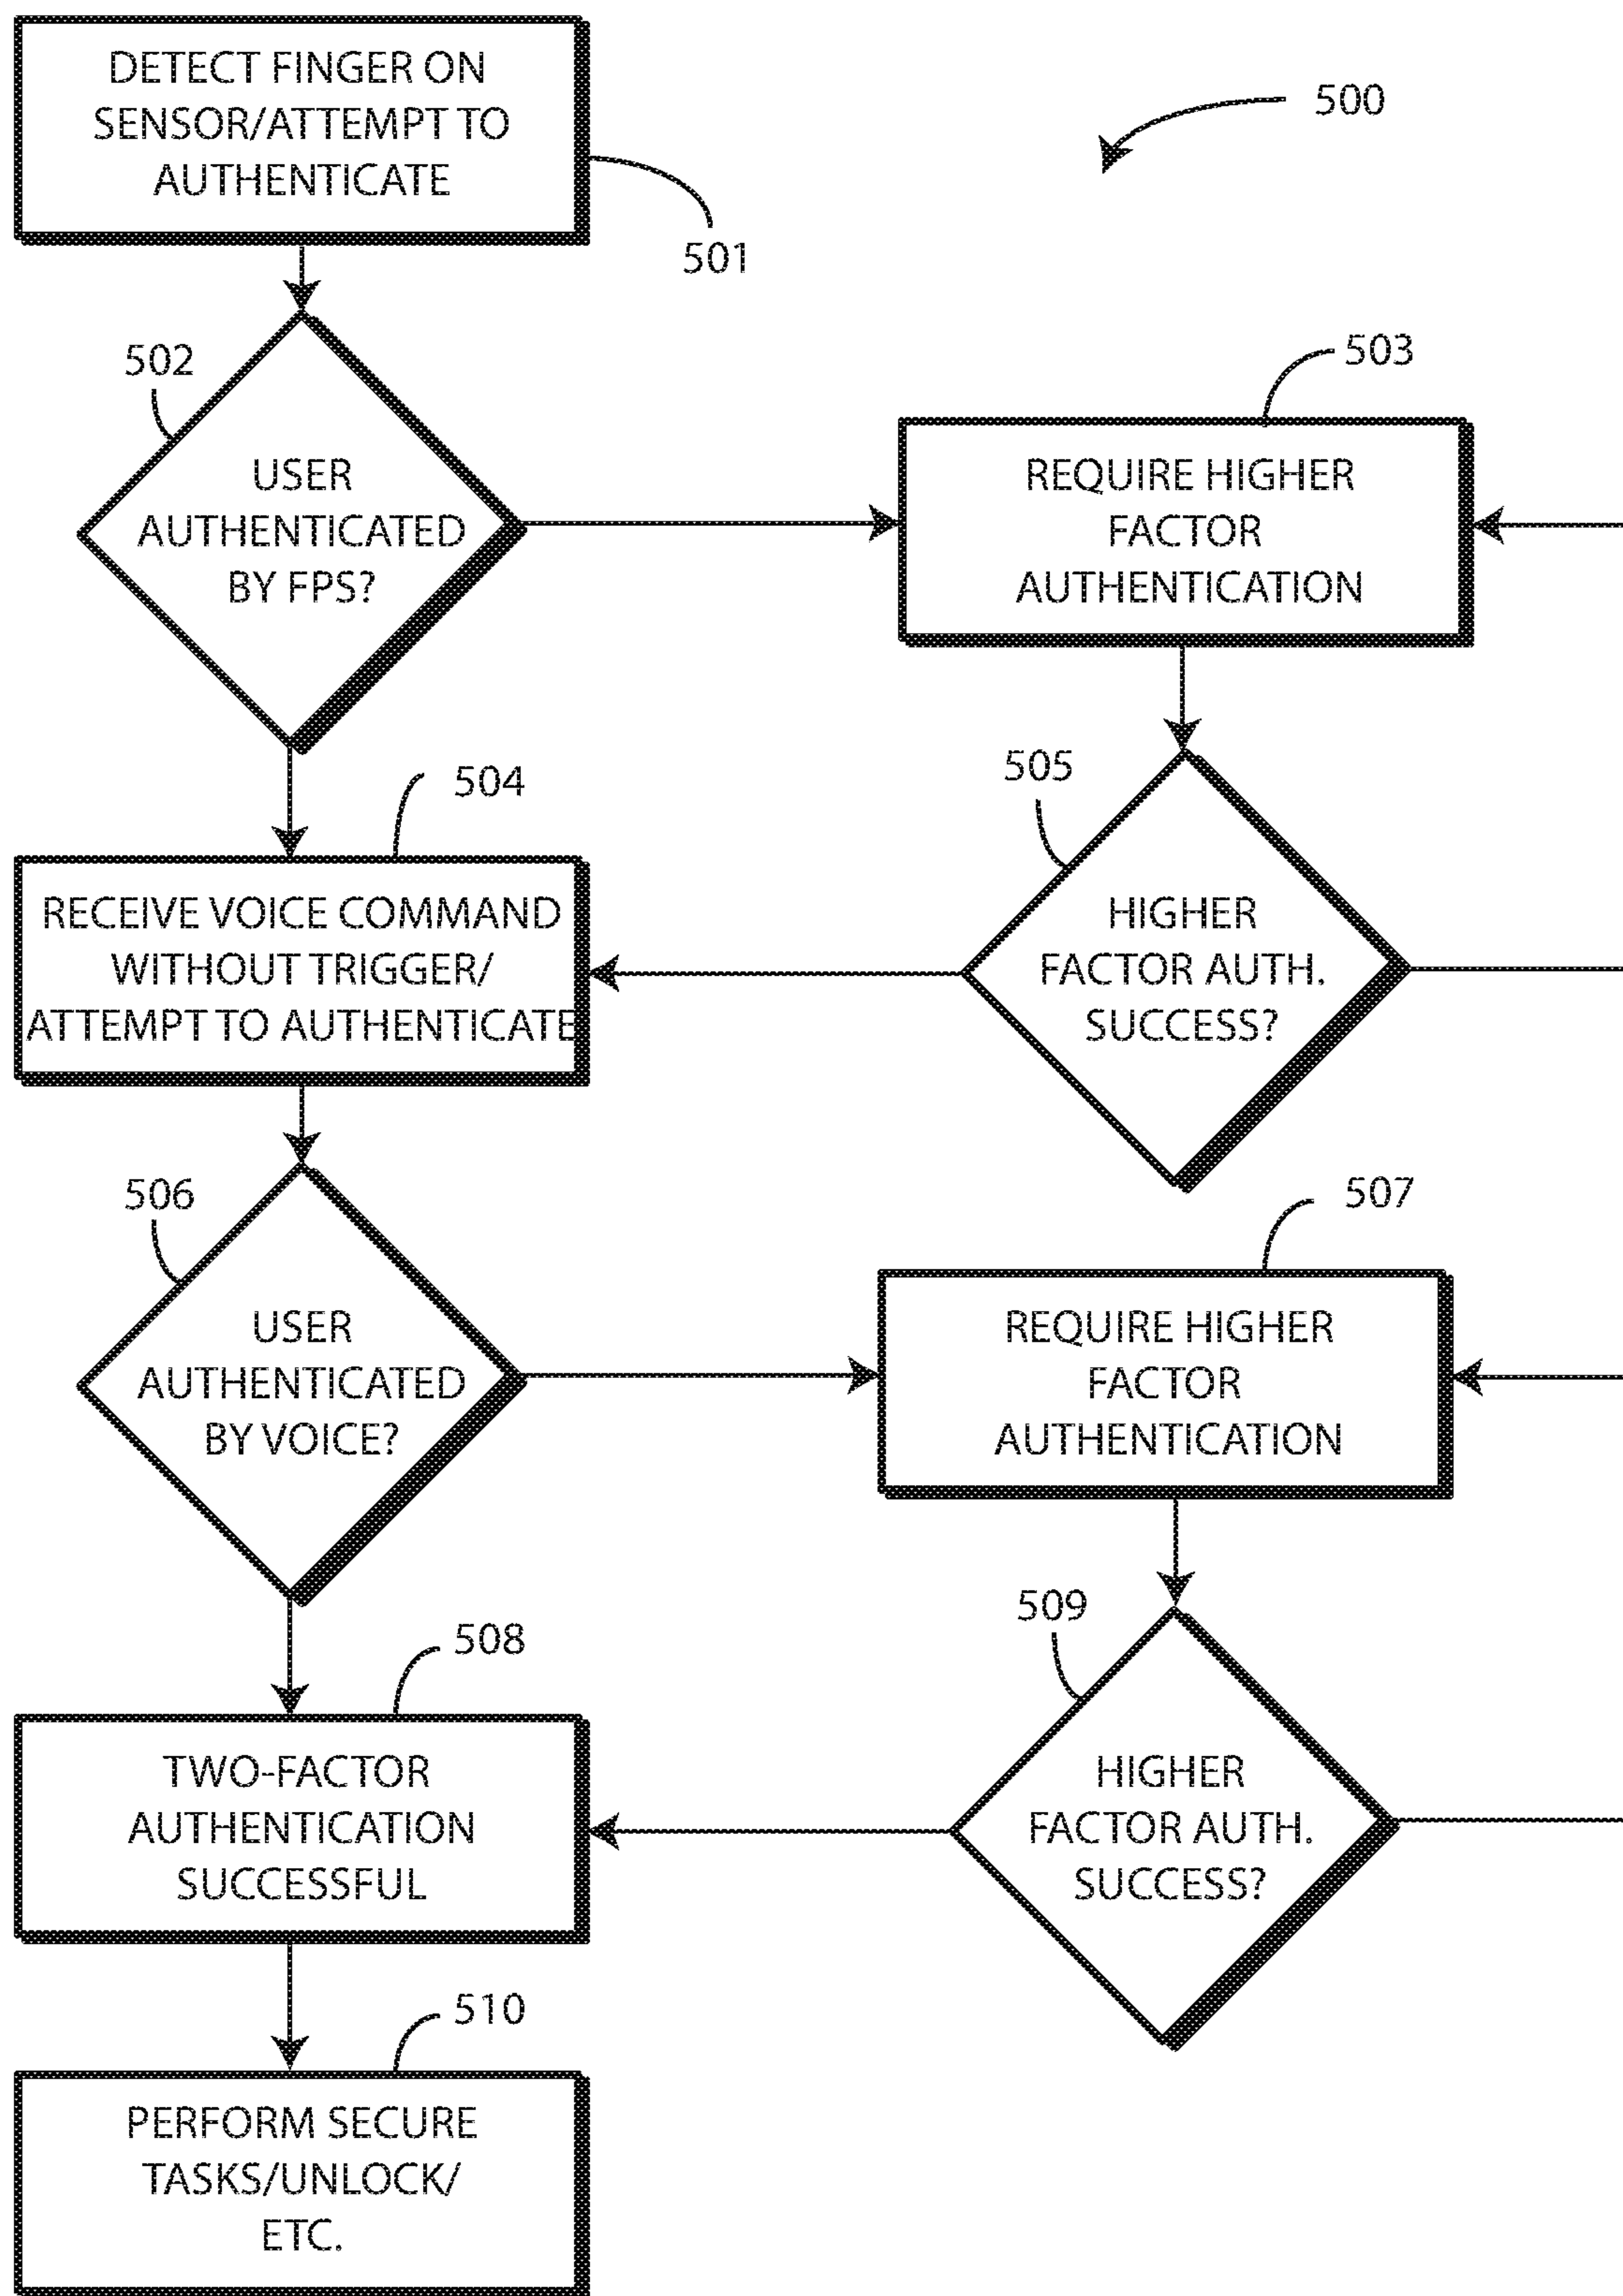 DETECT FINGER ON
SENSOR/ATTEMPT TO
AUTHENTICATE
500
501
502
USER
AUTHENTICATED
BY FPS?
503
REQUIRE HIGHER
FACTOR
AUTHENTICATION
504
RECEIVE VOICE COMMAND
WITHOUT TRIGGER/
ATTEMPT TO AUTHENTICATE
505
HIGHER
FACTOR AUTH.
SUCCESS?
506
USER
AUTHENTICATED
BY VOICE?
507
REQUIRE HIGHER
FACTOR
AUTHENTICATION
508
TWO-FACTOR
AUTHENTICATION
SUCCESSFUL
509
HIGHER
FACTOR AUTH.
SUCCESS?
510
PERFORM SECURE
TASKS/UNLOCK/
ETC.